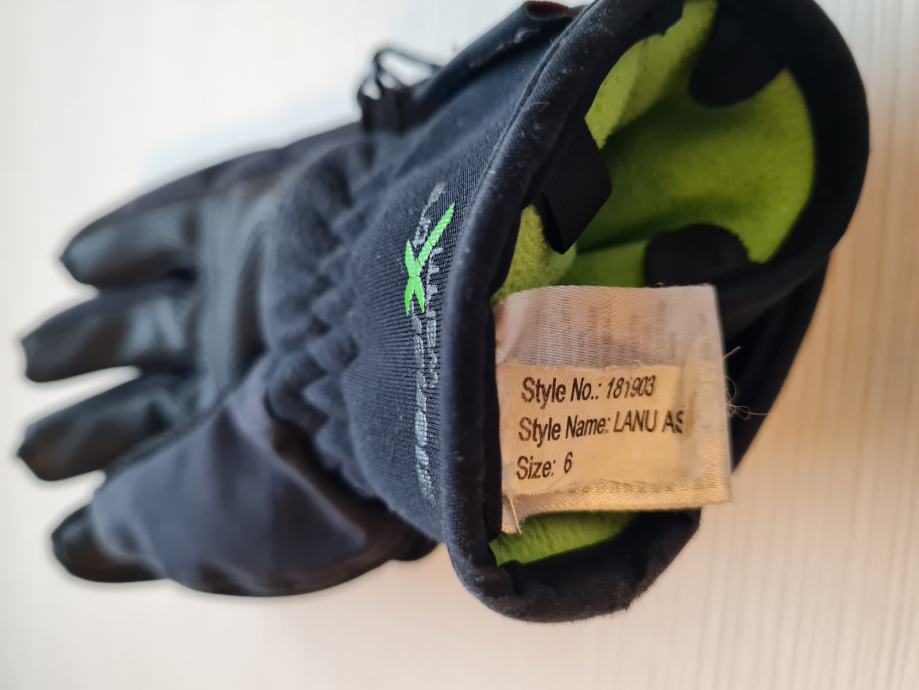 Style No.: 181903
Style Name: LANU AS
Size: 6